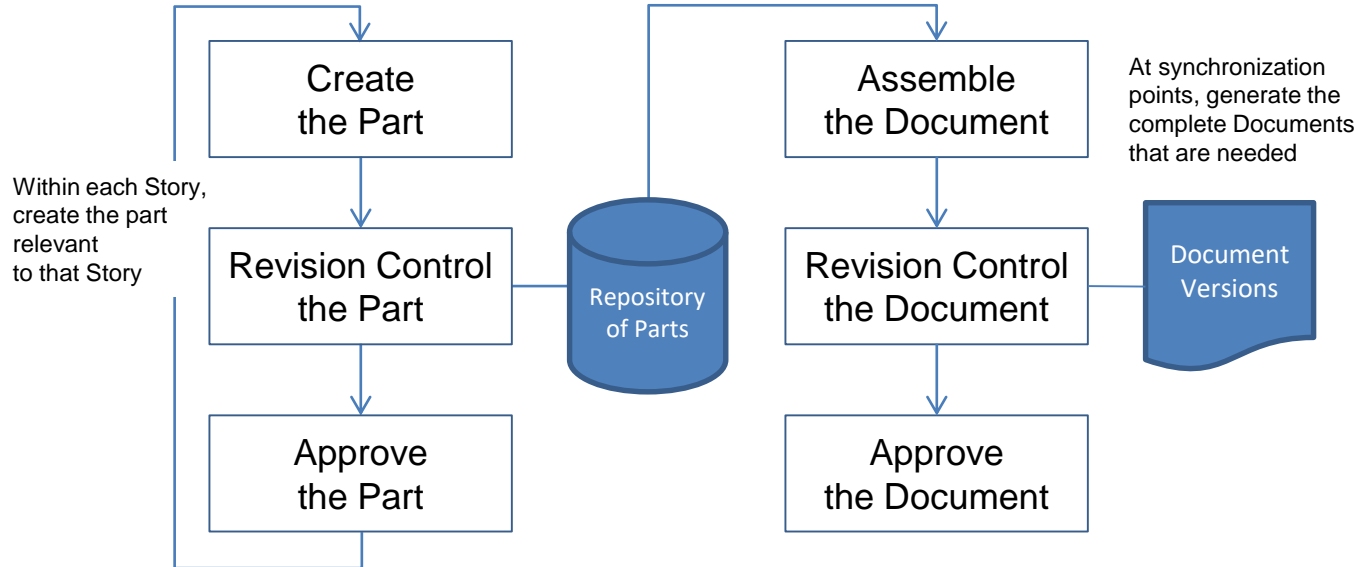 Within each Story,
create the part
relevant
to that Story
Create
the Part
Revision Control
the Part
Approve
the Part
Repository
of Parts
Assemble
the Document
Revision Control
the Document
Approve
the Document
At synchronization
points, generate the
complete Documents
that are needed
Document
Versions